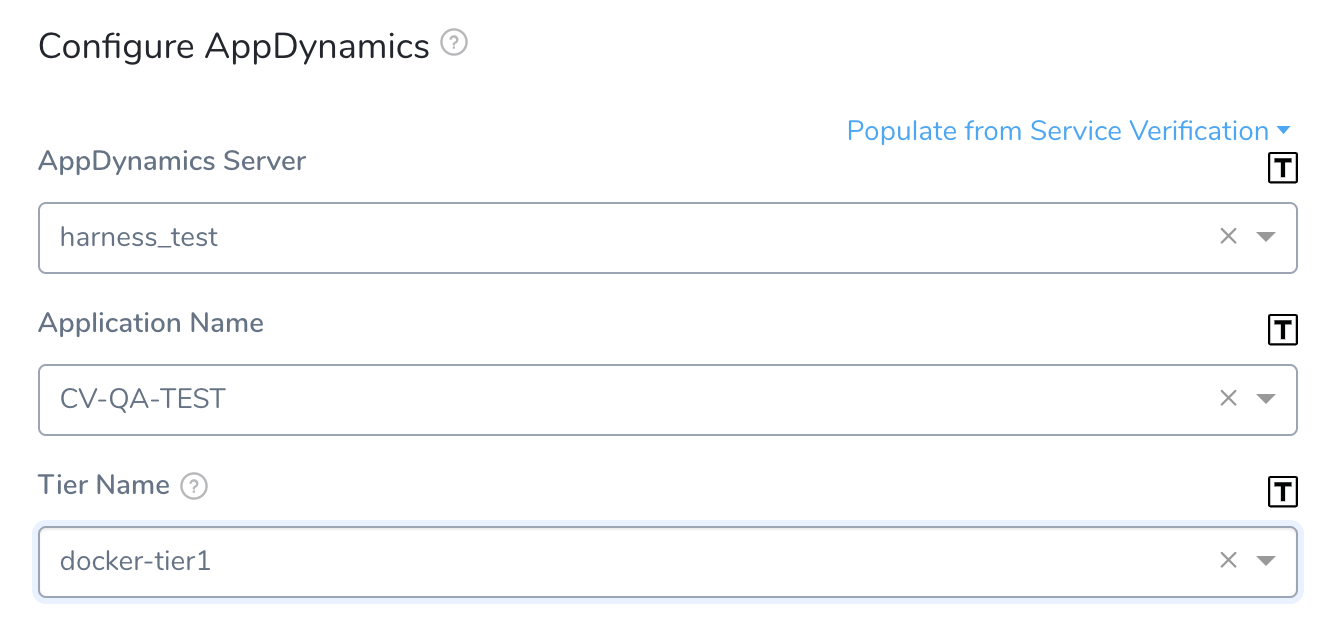 Configure AppDynamics ?
Populate from Service Verification
AppDynamics Server
T
harness_test
Application Name
T
CV-QA-TEST
Tier Name ?
T
docker-tier1